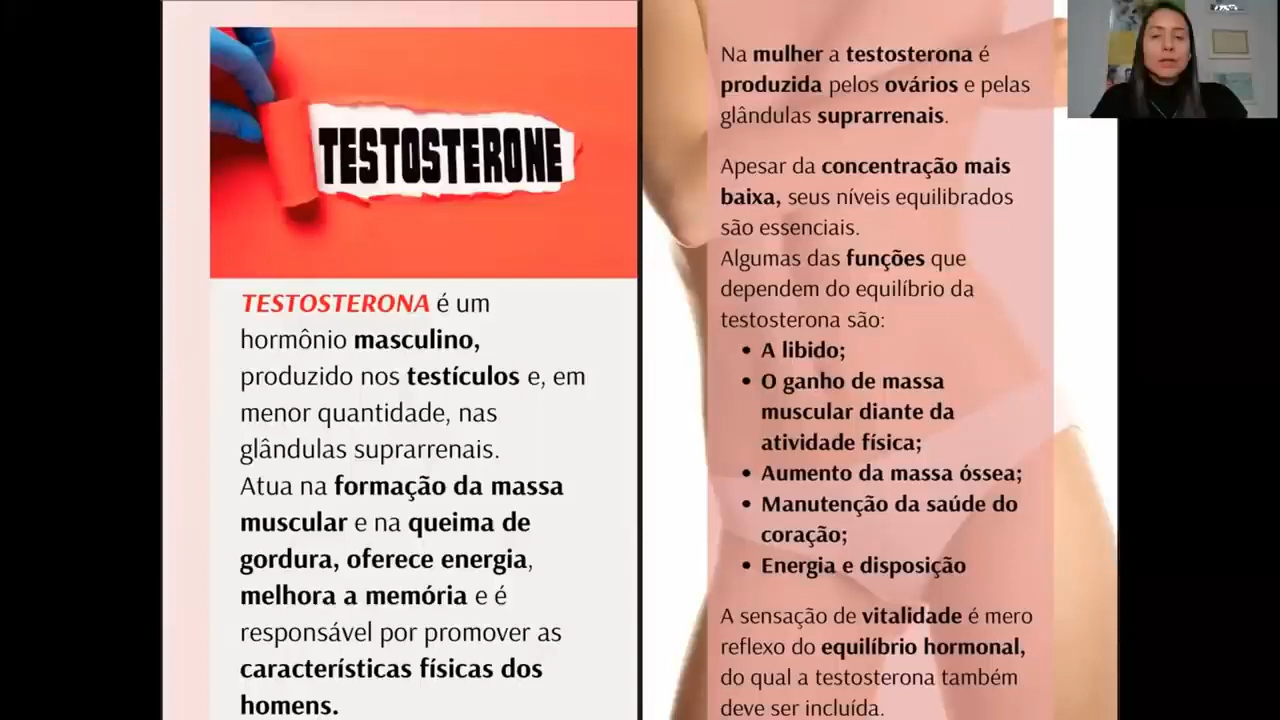 TESTOSTERONE
TESTOSTERONA é um
hormônio masculino,
produzido nos testículos e, em
menor quantidade, nas
glândulas suprarrenais.
Atua na formação da massa
muscular e na queima de
gordura, oferece energia,
melhora a memória e é
responsável por promover as
características físicas dos
homens.
Na mulher a testosterona é
produzida pelos ovários e pelas
glândulas suprarrenais.
Apesar da concentração mais
baixa, seus níveis equilibrados
são essenciais.
Algumas das funções que
dependem do equilíbrio da
testosterona são:
• A libido;
• O ganho de massa
muscular diante da
atividade física;
• Aumento da massa óssea;
• Manutenção da saúde do
coração;
• Energia e disposição
A sensação de vitalidade é mero
reflexo do equilíbrio hormonal,
do qual a testosterona também
deve ser incluída.